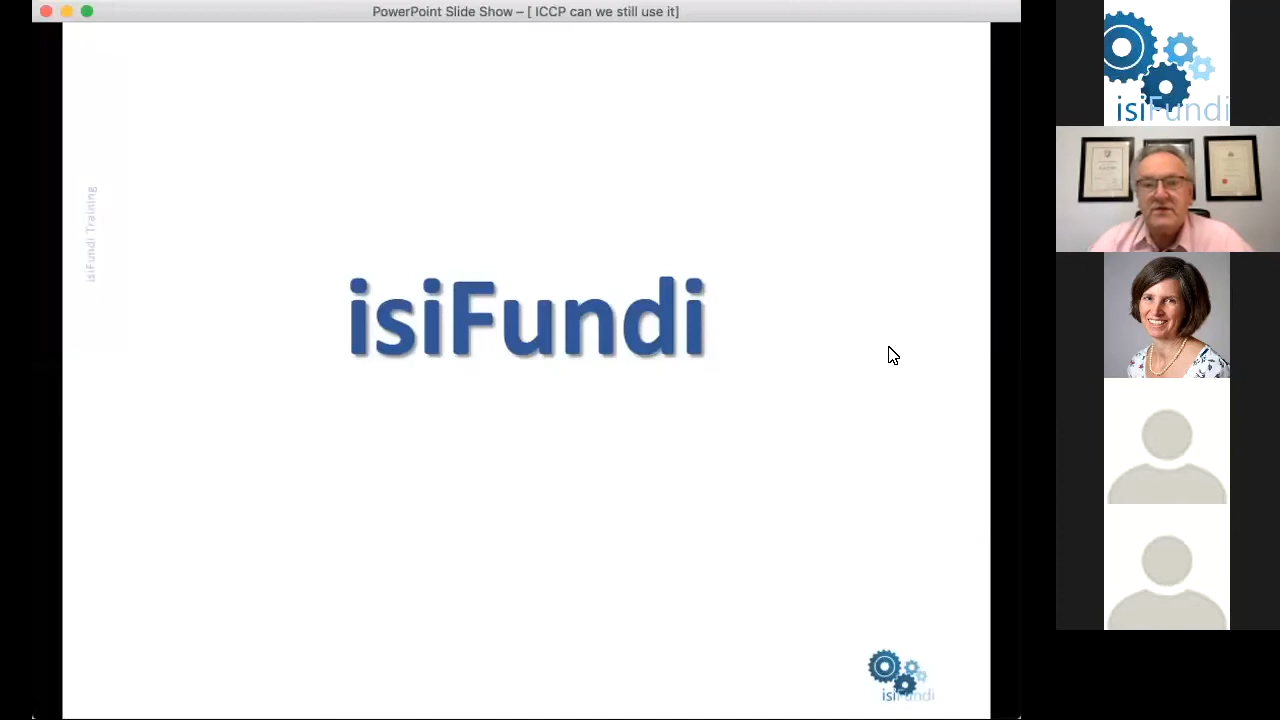 PowerPoint Slide Show – [ ICCP can we still use it]
isiFundi Training
isiFundi
isiFundi
isiFundi